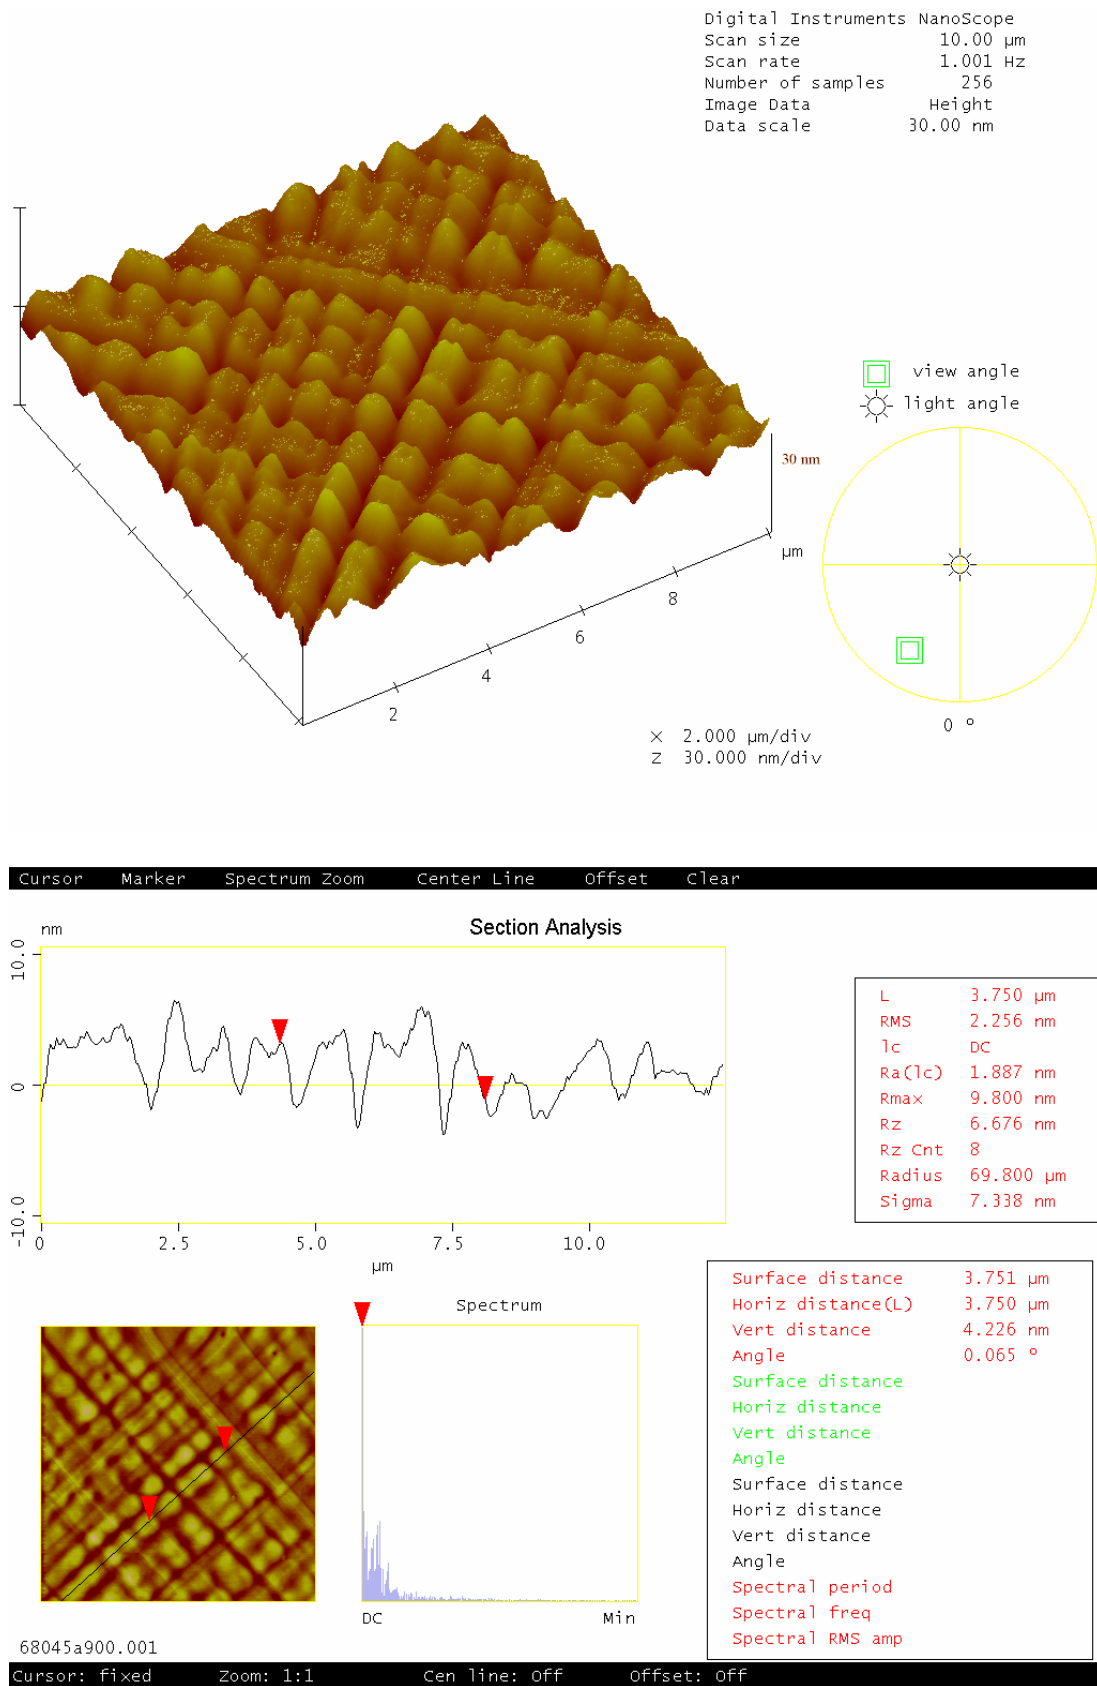 Digital Instruments NanoScope
Scan size 10.00 µm
Scan rate 1.001 Hz
Number of samples 256
Image Data Height
Data scale 30.00 nm
view angle
light angle
30 nm
µm
8
6
4
2
0 º
X 2.000 µm/div
Z 30.000 nm/div
Cursor Marker Spectrum Zoom Center Line Offset Clear
nm
Section Analysis
10.0
0
-10.0
0 2.5 5.0 7.5 10.0
µm
L 3.750 µm
RMS 2.256 nm
lc DC
Ra(lc) 1.887 nm
Rmax 9.800 nm
Rz 6.676 nm
Rz Cnt 8
Radius 69.800 µm
Sigma 7.338 nm
Spectrum
DC Min
Surface distance 3.751 µm
Horiz distance(L) 3.750 µm
Vert distance 4.226 nm
Angle 0.065 º
Surface distance
Horiz distance
Vert distance
Angle
Surface distance
Horiz distance
Vert distance
Angle
Spectral period
Spectral freq
Spectral RMS amp
68045a900.001
Cursor: fixed Zoom: 1:1 Cen line: Off Offset: Off